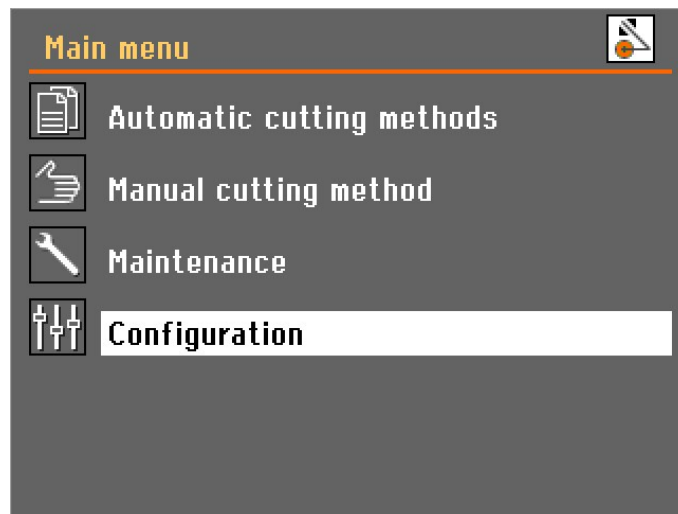 Main menu
Automatic cutting methods
Manual cutting method
Maintenance
Configuration